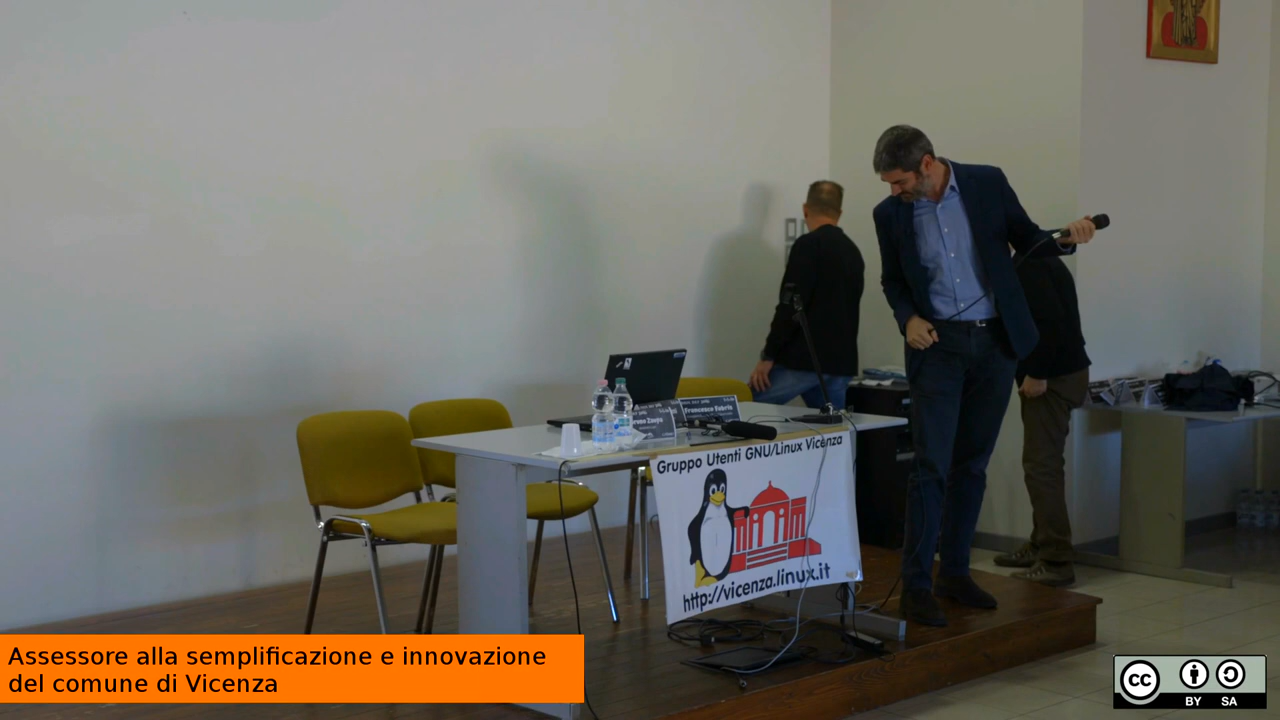 Francesco Fabris
Gruppo Utenti GNU/Linux Vicenza
http://vicenza.linux.it
Assessore alla semplificazione e innovazione
del comune di Vicenza
cc
BY SA